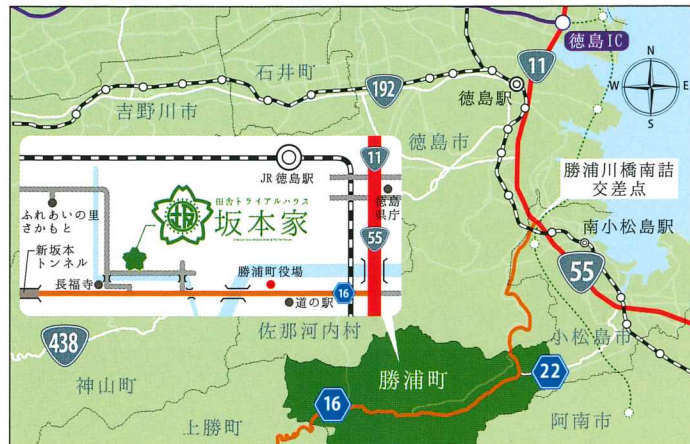 徳島IC
11
N
W
E
S
石井町
192
徳島駅
吉野川市
徳島市
勝浦川橋南詰
交差点
南小松島駅
55
小松島市
JR徳島駅
11
徳島
県庁
田舎トライアルハウス
坂本家
ふれあいの里
さかもと
新坂本
トンネル
長福寺
勝浦町役場
道の駅
55
16
438
佐那河内村
神山町
勝浦町
22
16
上勝町
阿南市